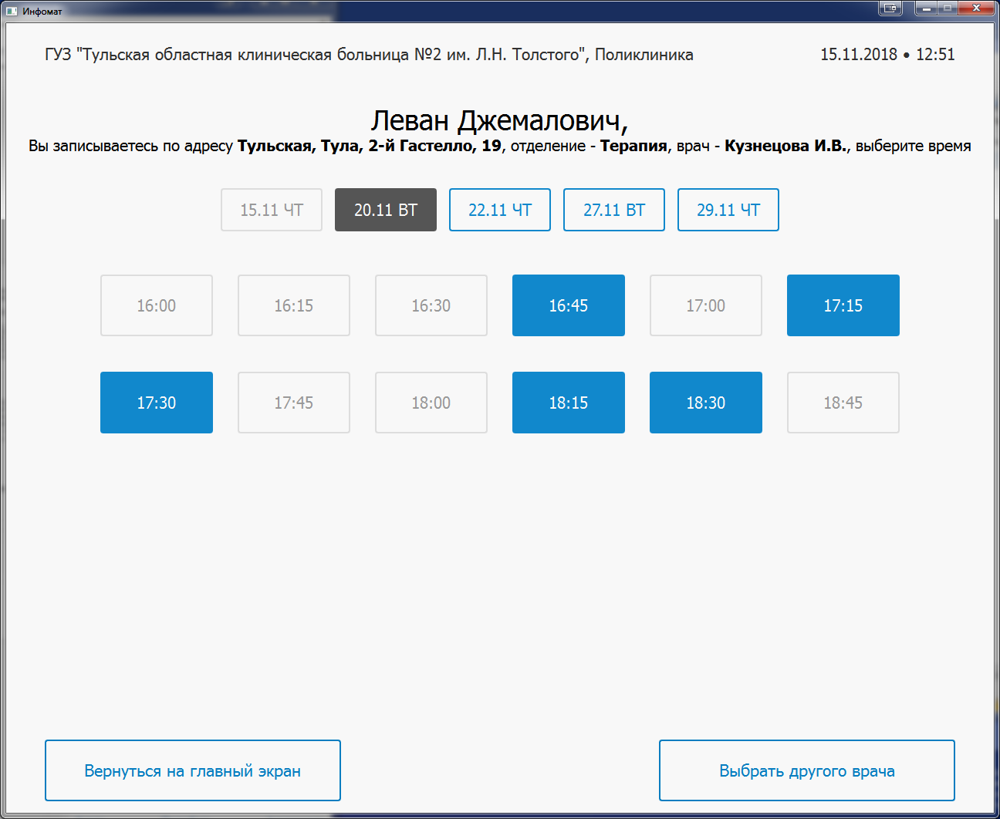 Инфомат
ГУЗ "Тульская областная клиническая больница №2 им. Л.Н. Толстого", Поликлиника 15.11.2018 • 12:51
Леван Джемалович,
Вы записываетесь по адресу Тульская, Тула, 2-й Гастелло, 19, отделение - Терапия, врач - Кузнецова И.В., выберите время
15.11 ЧТ 20.11 ВТ 22.11 ЧТ 27.11 ВТ 29.11 ЧТ
16:00 16:15 16:30 16:45 17:00 17:15
17:30 17:45 18:00 18:15 18:30 18:45
Вернуться на главный экран Выбрать другого врача